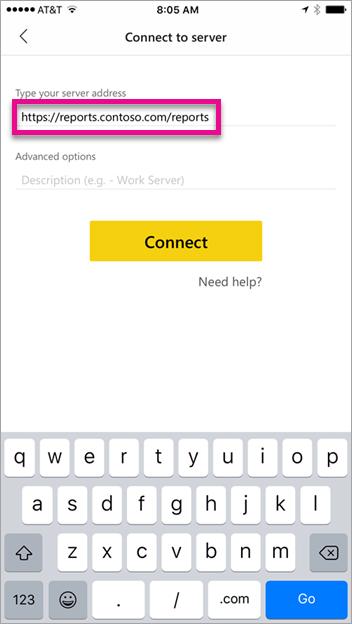 AT&T 8:05 AM
Connect to server
Type your server address
https://reports.contoso.com/reports
Advanced options
Description (e.g. - Work Server)
Connect
Need help?
q w e r t y u i o p
a s d f g h j k l
z x c v b n m
123 . / .com Go